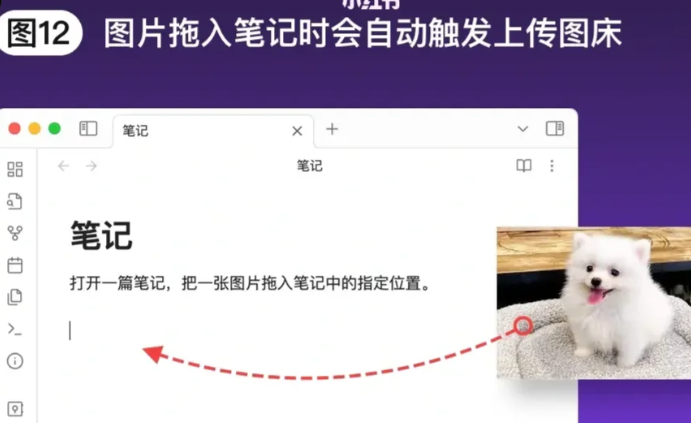 小红书
图12 图片拖入笔记时会自动触发上传图床
笔记
笔记
笔记
打开一篇笔记，把一张图片拖入笔记中的指定位置。